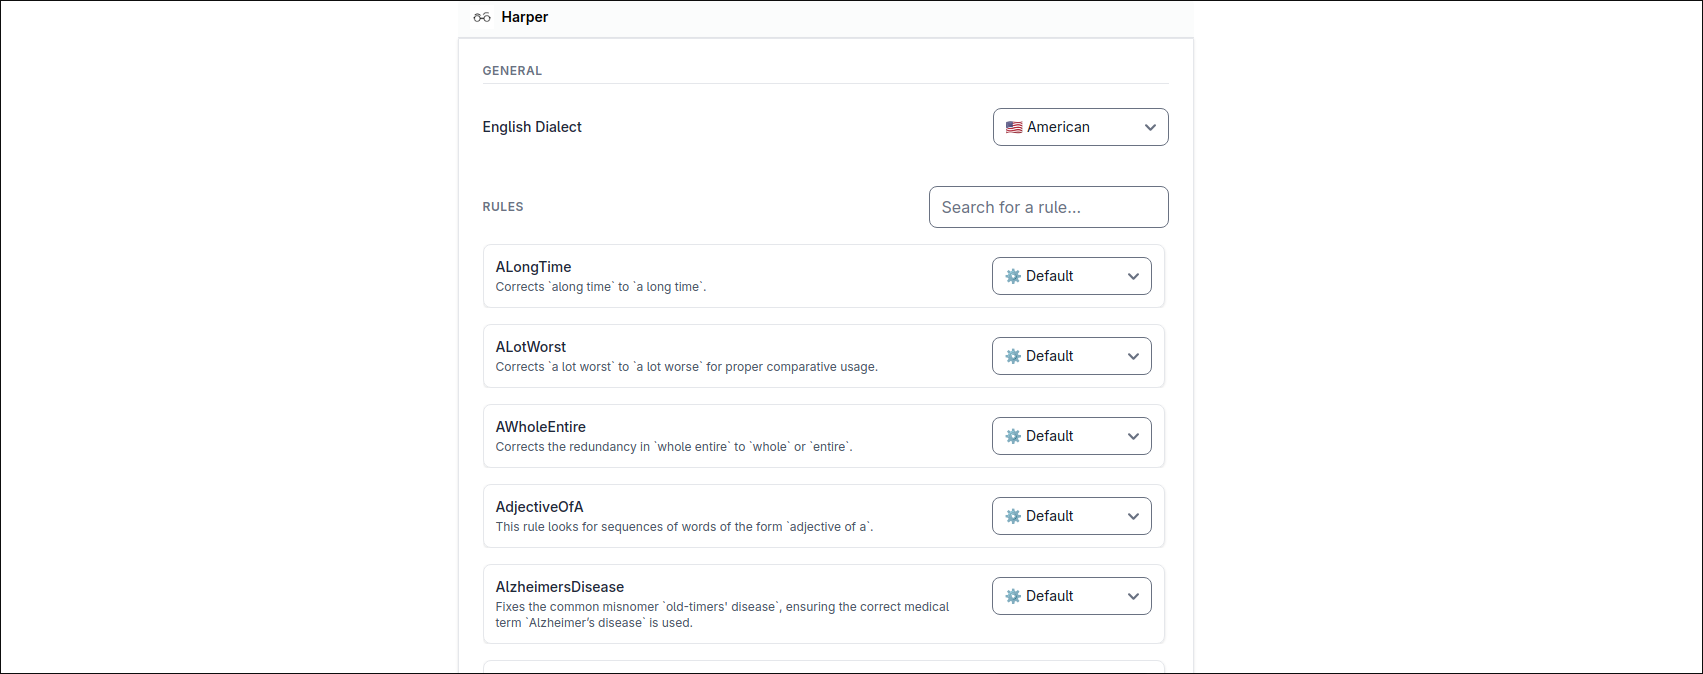 Harper
GENERAL
English Dialect
American
RULES
Search for a rule...
ALongTime
Corrects `along time` to `a long time`.
Default
ALotWorst
Corrects `a lot worst` to `a lot worse` for proper comparative usage.
Default
AWholeEntire
Corrects the redundancy in `whole entire` to `whole` or `entire`.
Default
AdjectiveOfA
This rule looks for sequences of words of the form `adjective of a`.
Default
AlzheimersDisease
Fixes the common misnomer `old-timers' disease`, ensuring the correct medical
term `Alzheimer’s disease` is used.
Default